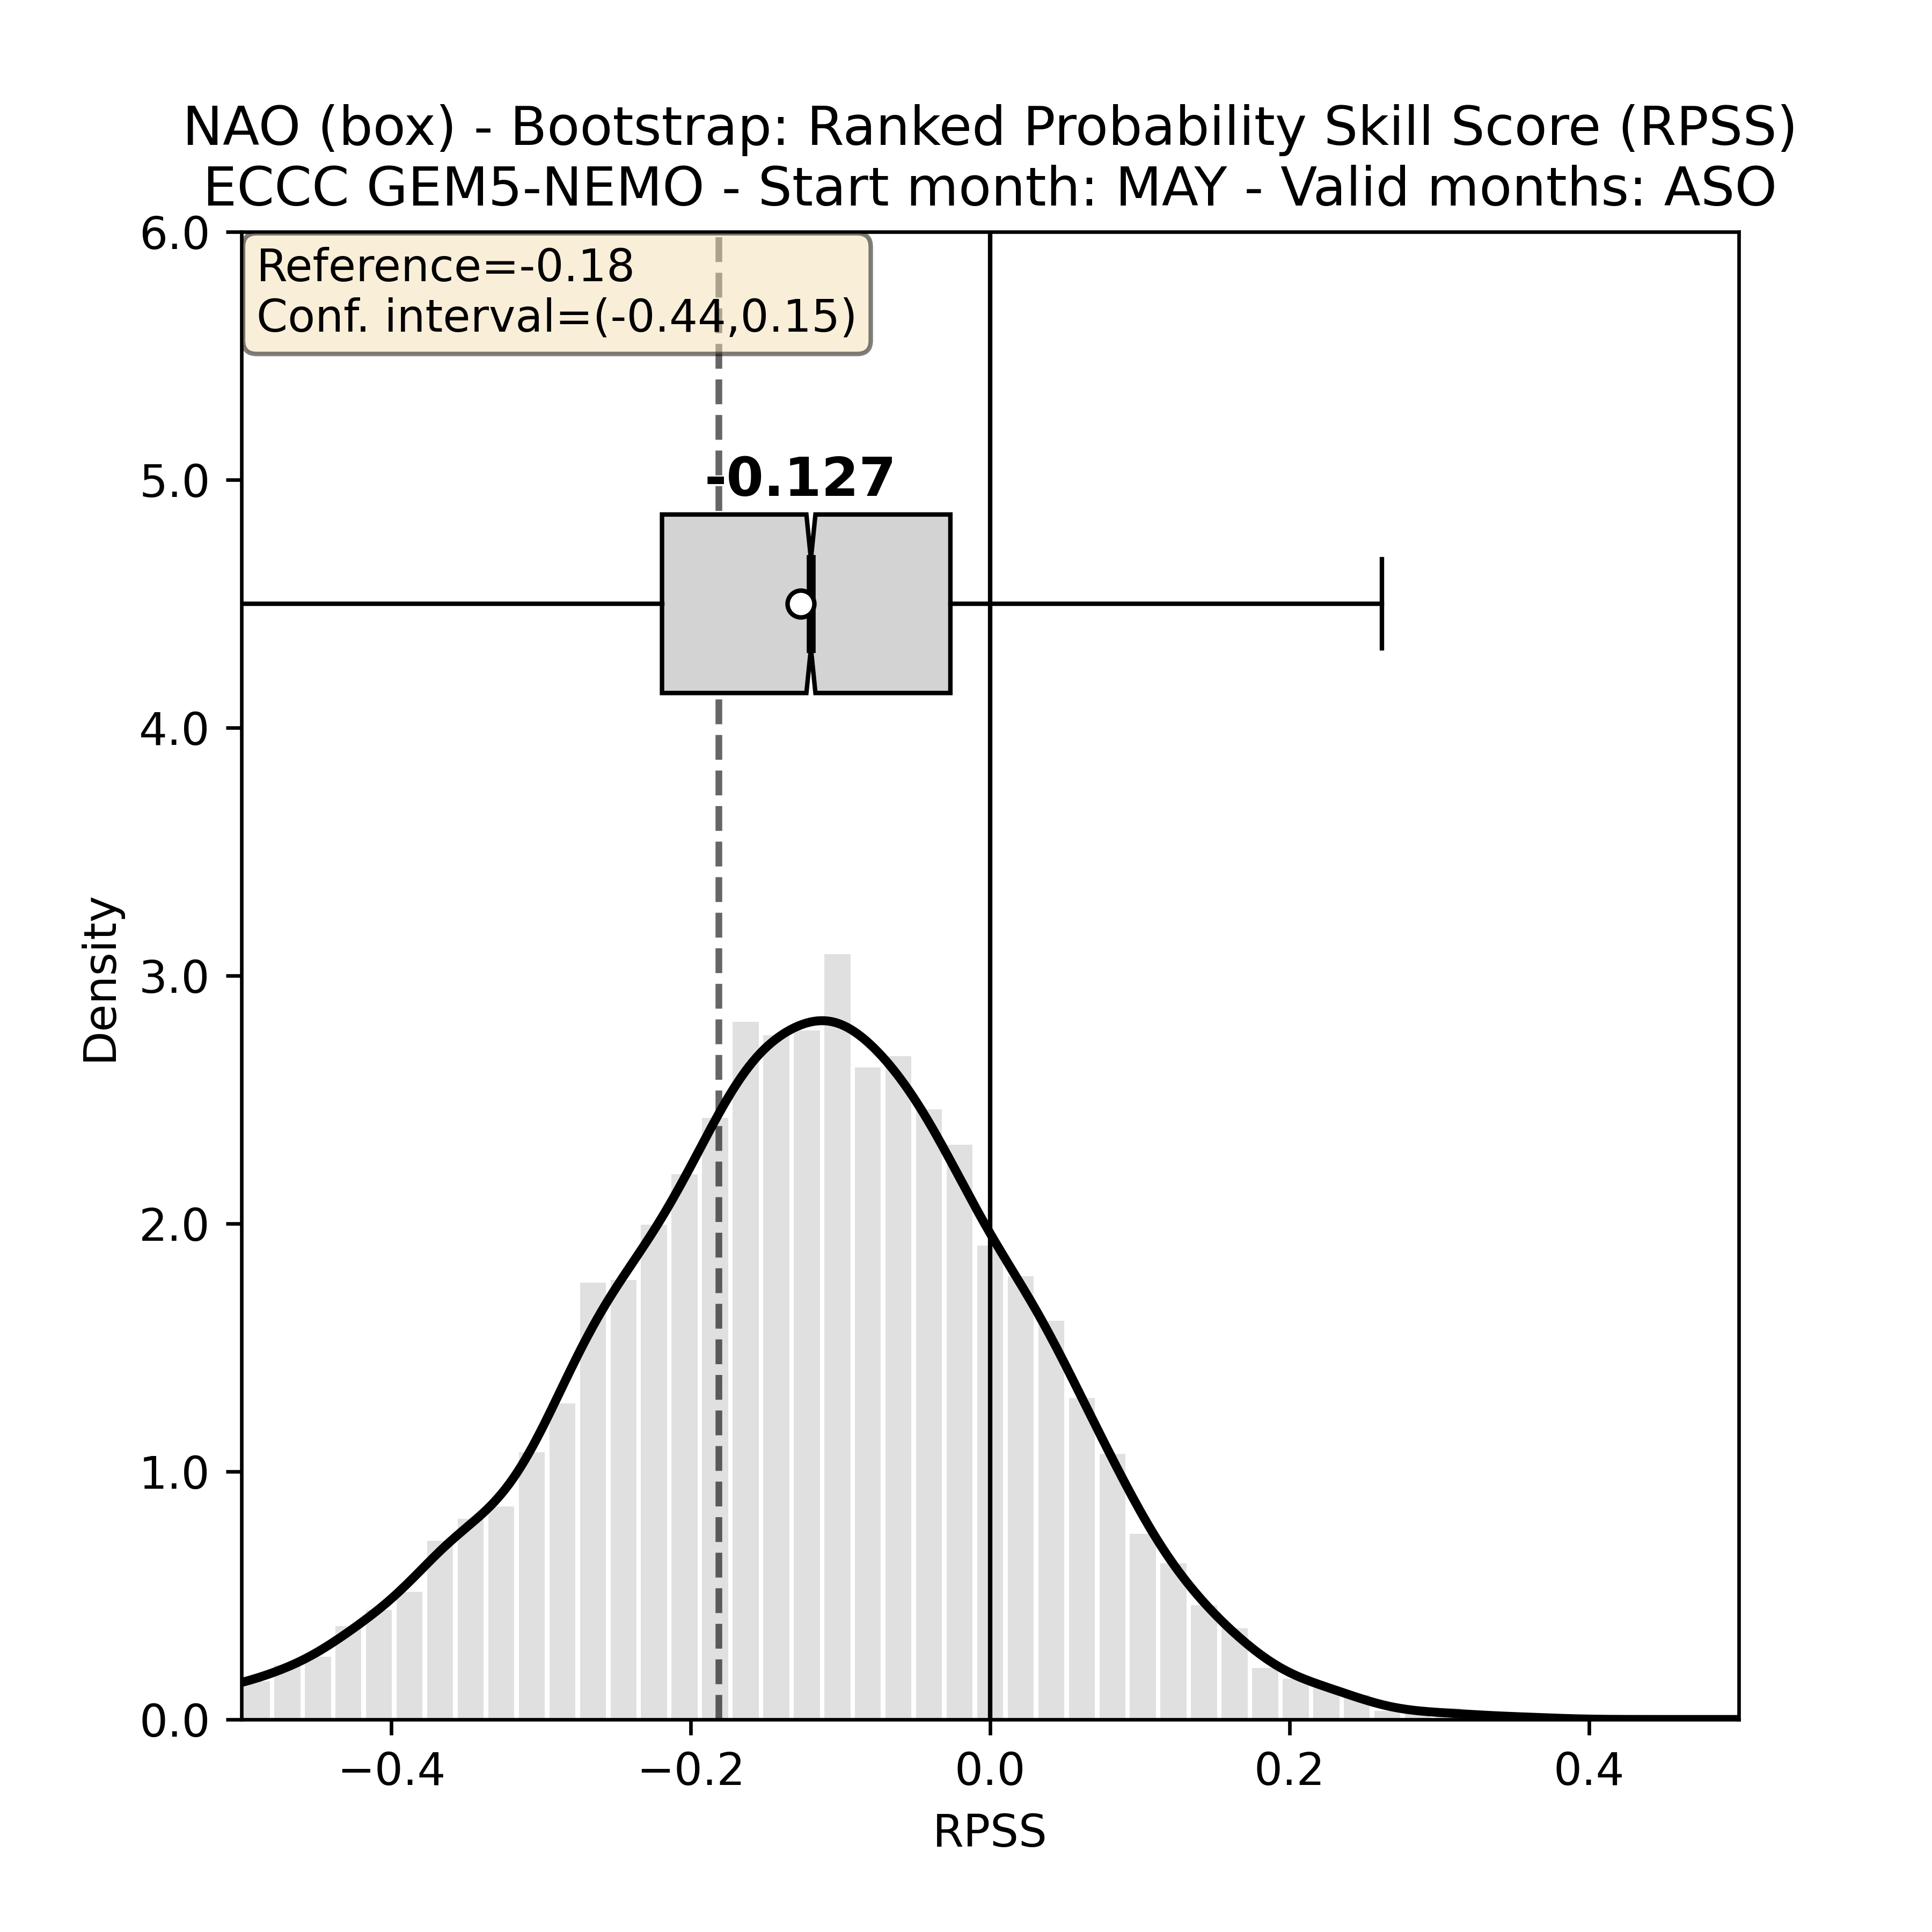 NAO (box) - Bootstrap: Ranked Probability Skill Score (RPSS)
ECCC GEM5-NEMO - Start month: MAY - Valid months: ASO
Reference=-0.18
Conf. interval=(-0.44,0.15)
-0.127
6.0
5.0
4.0
3.0
2.0
1.0
0.0
Density
−0.4
−0.2
0.0
0.2
0.4
RPSS